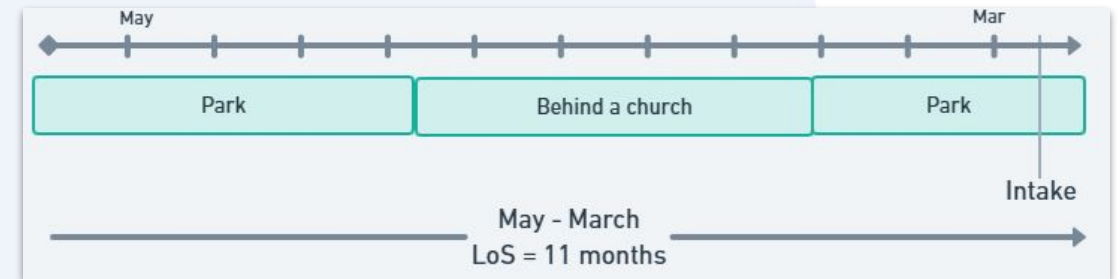 May Mar
Park Behind a church Park
Intake
May - March
LoS = 11 months